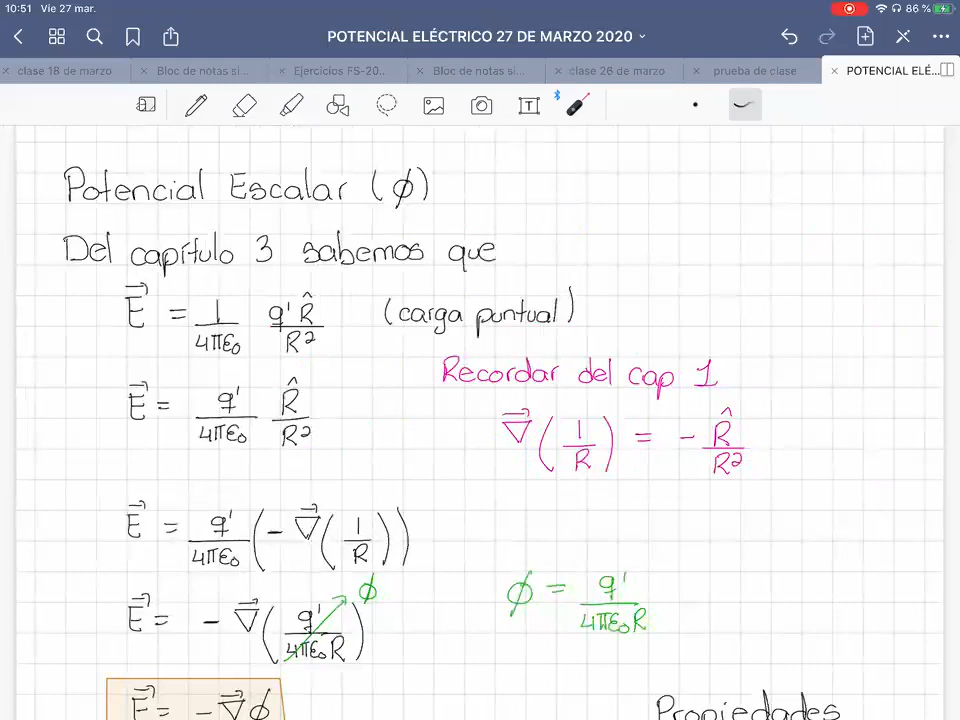 10:51 Vie 27 mar. 86 %
POTENCIAL ELÉCTRICO 27 DE MARZO 2020
clase 18 de marzo Bloc de notas si... Ejercicios FS-20... Bloc de notas si... clase 26 de marzo prueba de clase POTENCIAL ELÉ...
Potencial Escalar (ϕ)
Del capítulo 3 sabemos que
E⃗ = 1/4πε₀ q'R̂/R² (carga puntual)
Recordar del cap 1
E⃗ = q'/4πε₀ R̂/R²
∇⃗(1/R) = - R̂/R²
E⃗ = q'/4πε₀ (- ∇⃗(1/R))
E⃗ = - ∇⃗(q'/4πε₀R) ϕ
ϕ = q'/4πε₀R
E⃗ = - ∇⃗ϕ
Propiedades